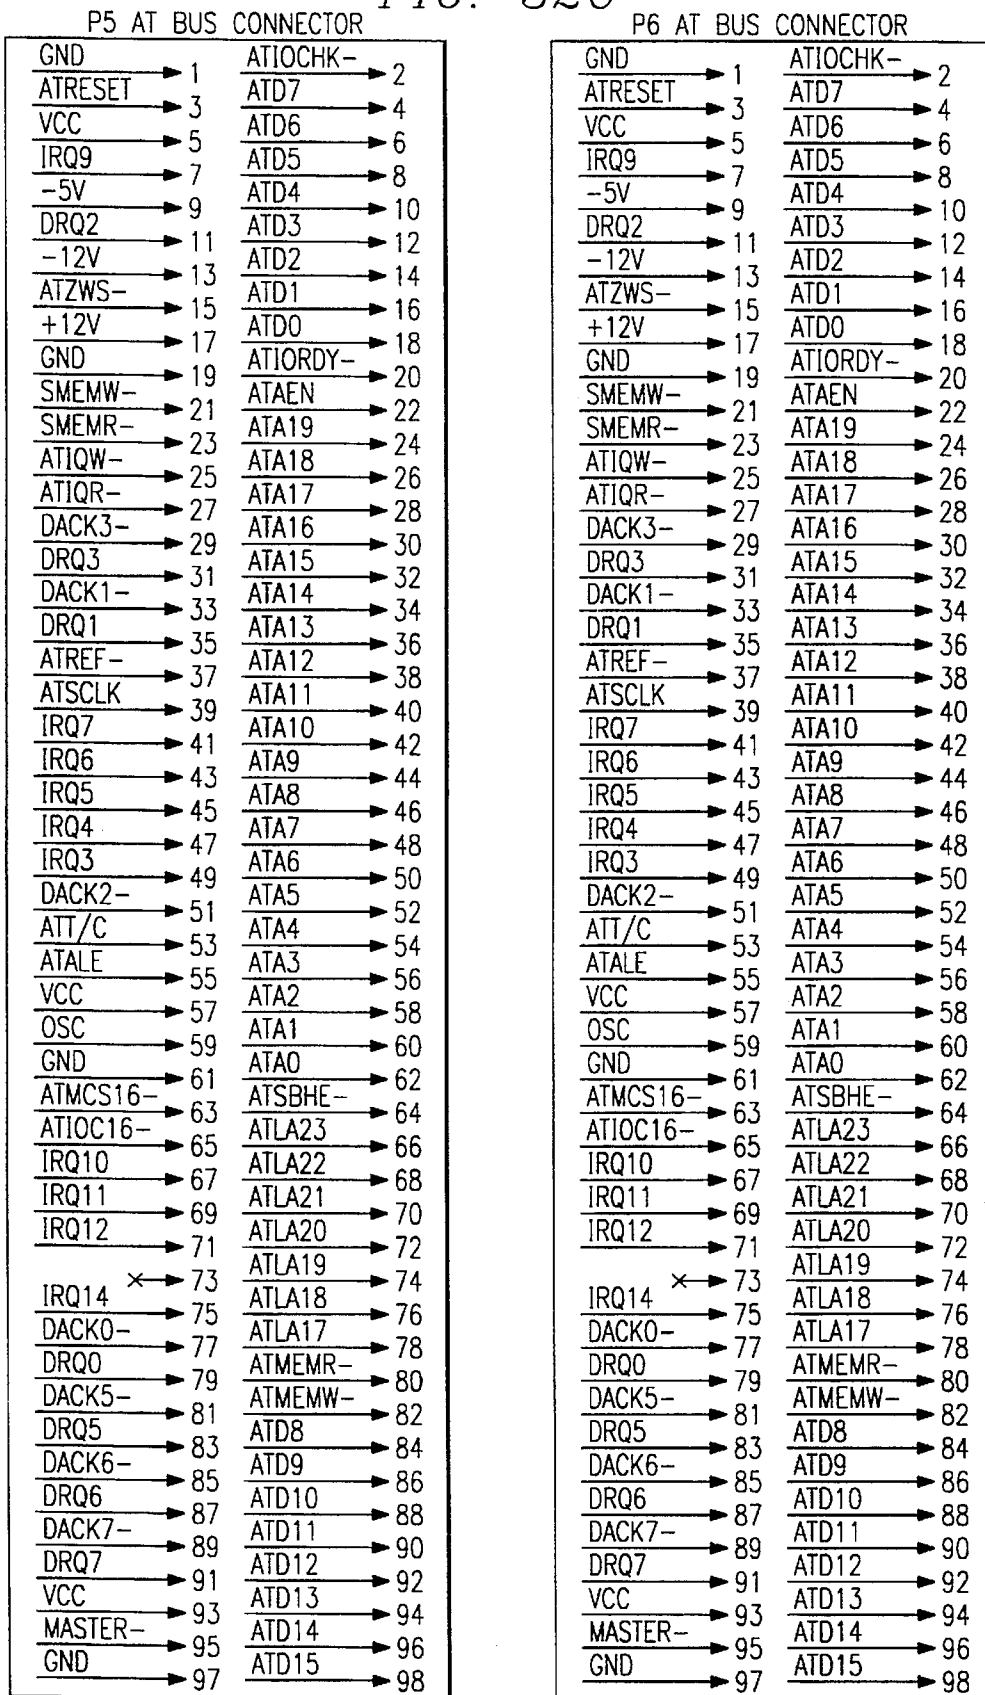 P5 AT BUS CONNECTOR
GND 1 ATIOCHK- 2
ATRESET 3 ATD7 4
VCC 5 ATD6 6
IRQ9 7 ATD5 8
-5V 9 ATD4 10
DRQ2 11 ATD3 12
-12V 13 ATD2 14
ATZWS- 15 ATD1 16
+12V 17 ATD0 18
GND 19 ATIORDY- 20
SMEMW- 21 ATAEN 22
SMEMR- 23 ATA19 24
ATIQW- 25 ATA18 26
ATIQR- 27 ATA17 28
DACK3- 29 ATA16 30
DRQ3 31 ATA15 32
DACK1- 33 ATA14 34
DRQ1 35 ATA13 36
ATREF- 37 ATA12 38
ATSCLK 39 ATA11 40
IRQ7 41 ATA10 42
IRQ6 43 ATA9 44
IRQ5 45 ATA8 46
IRQ4 47 ATA7 48
IRQ3 49 ATA6 50
DACK2- 51 ATA5 52
ATT/C 53 ATA4 54
ATALE 55 ATA3 56
VCC 57 ATA2 58
OSC 59 ATA1 60
GND 61 ATA0 62
ATMCS16- 63 ATSBHE- 64
ATIOC16- 65 ATLA23 66
IRQ10 67 ATLA22 68
IRQ11 69 ATLA21 70
IRQ12 71 ATLA20 72
73 ATLA19 74
IRQ14 75 ATLA18 76
DACK0- 77 ATLA17 78
DRQ0 79 ATMEMR- 80
DACK5- 81 ATMEMW- 82
DRQ5 83 ATD8 84
DACK6- 85 ATD9 86
DRQ6 87 ATD10 88
DACK7- 89 ATD11 90
DRQ7 91 ATD12 92
VCC 93 ATD13 94
MASTER- 95 ATD14 96
GND 97 ATD15 98
P6 AT BUS CONNECTOR
GND 1 ATIOCHK- 2
ATRESET 3 ATD7 4
VCC 5 ATD6 6
IRQ9 7 ATD5 8
-5V 9 ATD4 10
DRQ2 11 ATD3 12
-12V 13 ATD2 14
ATZWS- 15 ATD1 16
+12V 17 ATD0 18
GND 19 ATIORDY- 20
SMEMW- 21 ATAEN 22
SMEMR- 23 ATA19 24
ATIQW- 25 ATA18 26
ATIQR- 27 ATA17 28
DACK3- 29 ATA16 30
DRQ3 31 ATA15 32
DACK1- 33 ATA14 34
DRQ1 35 ATA13 36
ATREF- 37 ATA12 38
ATSCLK 39 ATA11 40
IRQ7 41 ATA10 42
IRQ6 43 ATA9 44
IRQ5 45 ATA8 46
IRQ4 47 ATA7 48
IRQ3 49 ATA6 50
DACK2- 51 ATA5 52
ATT/C 53 ATA4 54
ATALE 55 ATA3 56
VCC 57 ATA2 58
OSC 59 ATA1 60
GND 61 ATA0 62
ATMCS16- 63 ATSBHE- 64
ATIOC16- 65 ATLA23 66
IRQ10 67 ATLA22 68
IRQ11 69 ATLA21 70
IRQ12 71 ATLA20 72
73 ATLA19 74
IRQ14 75 ATLA18 76
DACK0- 77 ATLA17 78
DRQ0 79 ATMEMR- 80
DACK5- 81 ATMEMW- 82
DRQ5 83 ATD8 84
DACK6- 85 ATD9 86
DRQ6 87 ATD10 88
DACK7- 89 ATD11 90
DRQ7 91 ATD12 92
VCC 93 ATD13 94
MASTER- 95 ATD14 96
GND 97 ATD15 98